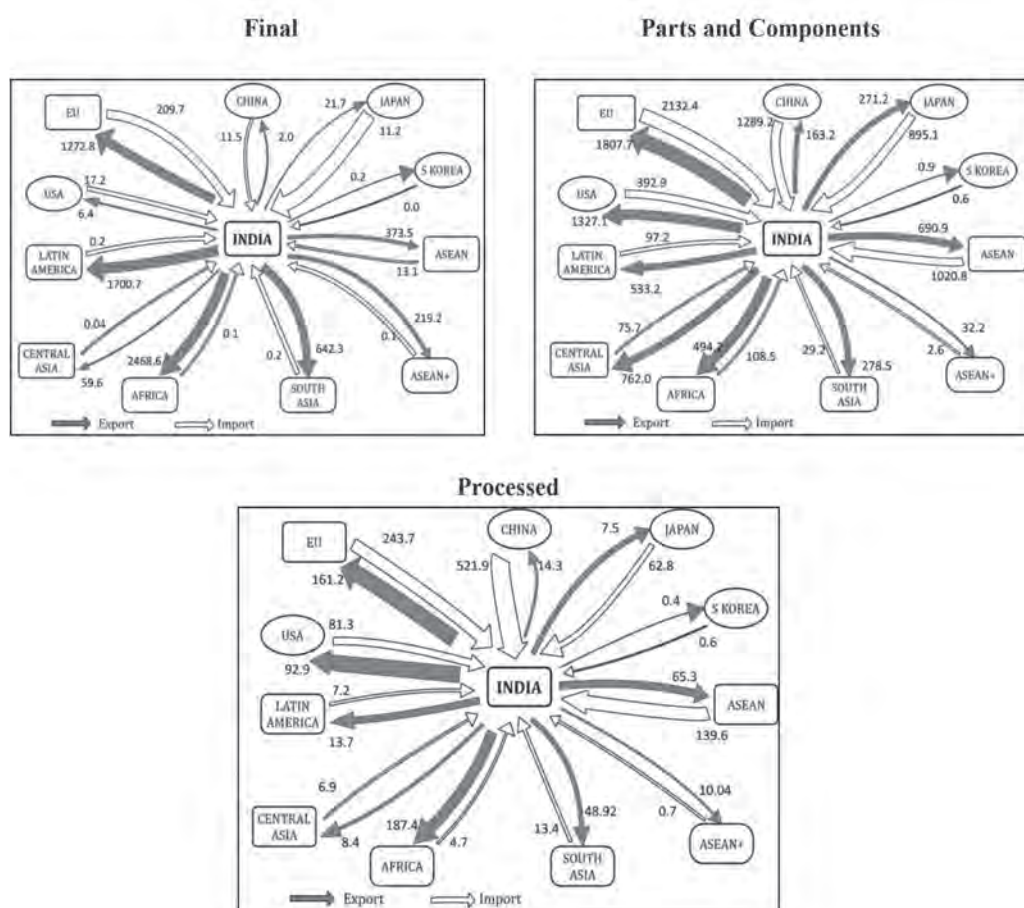 Final
EU
209.7
1272.8
CHINA
11.5
2.0
21.7
JAPAN
11.2
0.2
S KOREA
0.0
USA
17.2
6.4
INDIA
373.5
13.1
ASEAN
LATIN
AMERICA
0.2
1700.7
0.04
CENTRAL
ASIA
59.6
2468.6
AFRICA
0.1
0.2
642.3
SOUTH
ASIA
219.2
0.1
ASEAN+
Export
Import
Parts and Components
EU
2132.4
1807.7
CHINA
1289.2
163.2
271.2
JAPAN
895.1
0.9
S KOREA
0.6
USA
392.9
1327.1
INDIA
690.9
ASEAN
1020.8
LATIN
AMERICA
97.2
533.2
75.7
CENTRAL
ASIA
762.0
494.2
AFRICA
108.5
29.2
278.5
SOUTH
ASIA
32.2
2.6
ASEAN+
Export
Import
Processed
EU
243.7
161.2
CHINA
521.9
14.3
7.5
JAPAN
62.8
0.4
S KOREA
0.6
USA
81.3
92.9
INDIA
65.3
ASEAN
139.6
LATIN
AMERICA
7.2
13.7
6.9
CENTRAL
ASIA
8.4
187.4
AFRICA
4.7
13.4
48.92
SOUTH
ASIA
10.04
0.7
ASEAN+
Export
Import